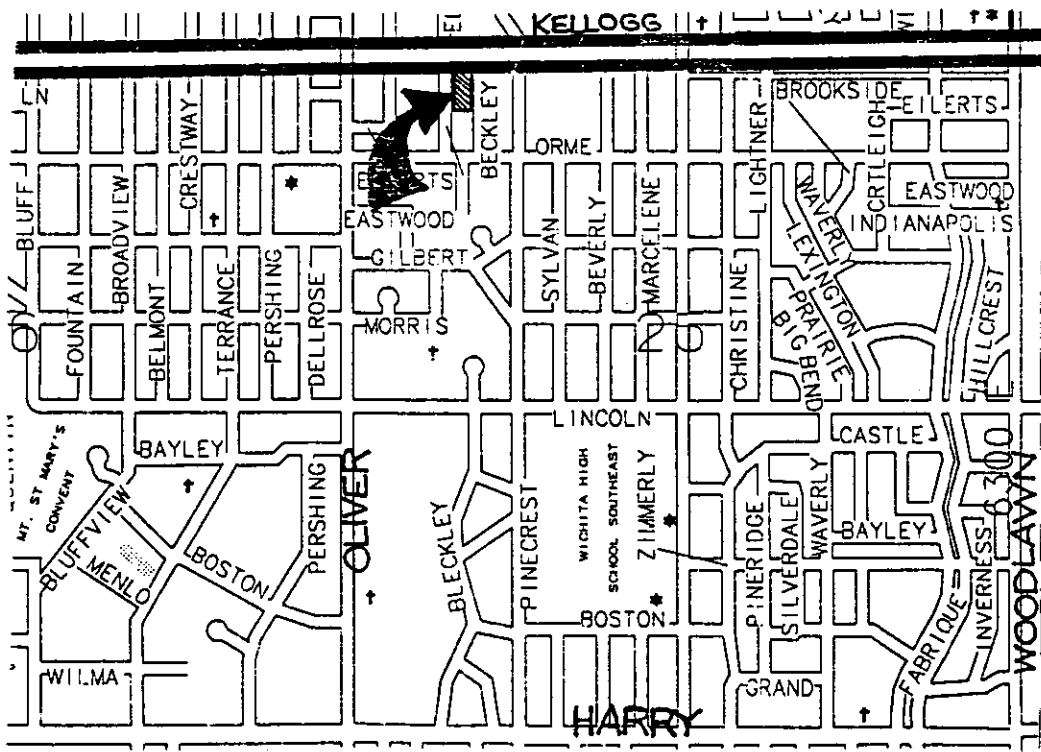 KELLOGG
LN
BROOKSIDE
EILERTS
BLUFF
BROADVIEW
CRESTWAY
BECKLEY
ORME
LIGHTNER
CRTLEIGH
EASTWOOD
EASTWOOD
WAVERLY
INDIANAPOLIS
GILBERT
FOUNTAIN
BELMONT
TERRANCE
PERSHING
DELLROSE
MORRIS
SYLVAN
BEVERLY
MARCELENE
CHRISTINE
LEXINGTON
PRAIRIE
BIG BEND
HILLCREST
LINCOLN
MT. ST MARY'S
CONVENT
BAYLEY
PERSHING
OLIVER
WICHITA HIGH
SCHOOL SOUTHEAST
ZIMMERLY
CASTLE
6300 E
WOODLAWN
BLUFFVIEW
MENLO
BOSTON
BLECKLEY
PINECREST
PINERIDGE
SILVERDALE
WAVERLY
BAYLEY
INVERNESS
BOSTON
FABRIQUE
WILMA
GRAND
HARRY